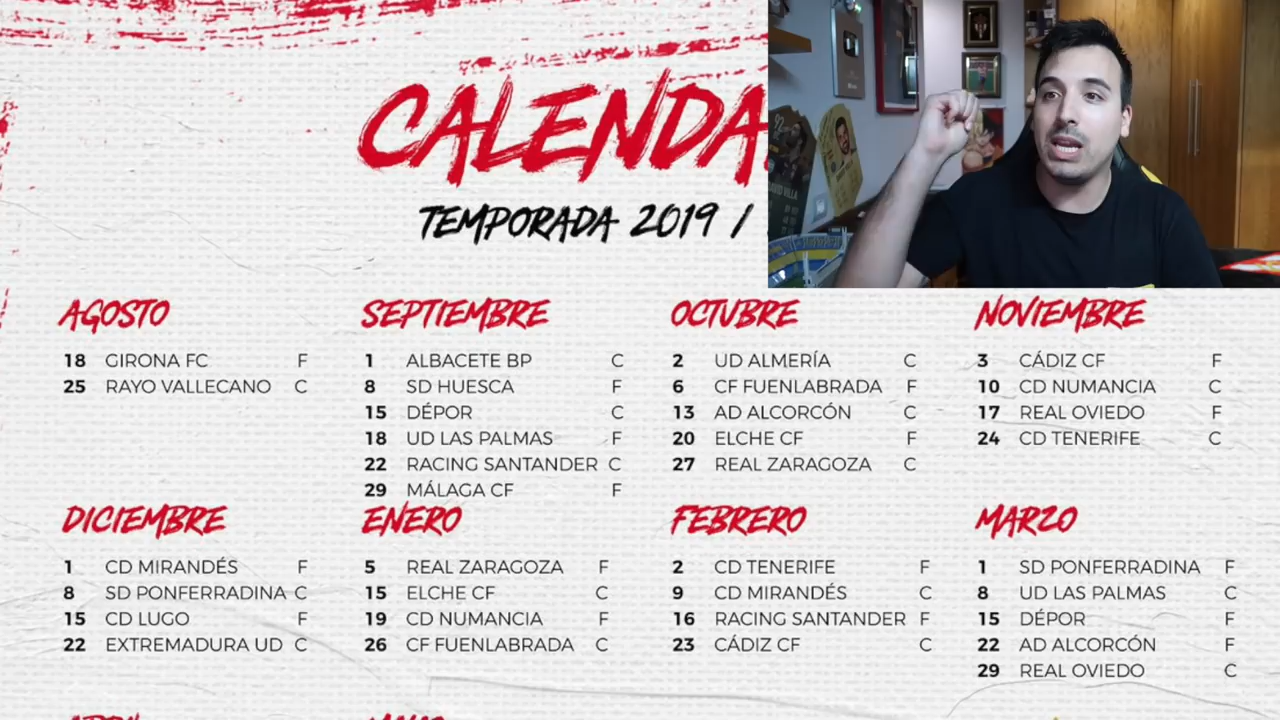 CALENDA
TEMPORADA 2019 /
AGOSTO
18 GIRONA FC F
25 RAYO VALLECANO C
SEPTIEMBRE
1 ALBACETE BP C
8 SD HUESCA F
15 DÉPOR C
18 UD LAS PALMAS F
22 RACING SANTANDER C
29 MÁLAGA CF F
OCTUBRE
2 UD ALMERÍA C
6 CF FUENLABRADA F
13 AD ALCORCÓN C
20 ELCHE CF F
27 REAL ZARAGOZA C
NOVIEMBRE
3 CÁDIZ CF F
10 CD NUMANCIA C
17 REAL OVIEDO F
24 CD TENERIFE C
DICIEMBRE
1 CD MIRANDÉS F
8 SD PONFERRADINA C
15 CD LUGO F
22 EXTREMADURA UD C
ENERO
5 REAL ZARAGOZA F
15 ELCHE CF C
19 CD NUMANCIA F
26 CF FUENLABRADA C
FEBRERO
2 CD TENERIFE F
9 CD MIRANDÉS C
16 RACING SANTANDER F
23 CÁDIZ CF C
MARZO
1 SD PONFERRADINA F
8 UD LAS PALMAS C
15 DÉPOR F
22 AD ALCORCÓN F
29 REAL OVIEDO C
DAVID VILLA